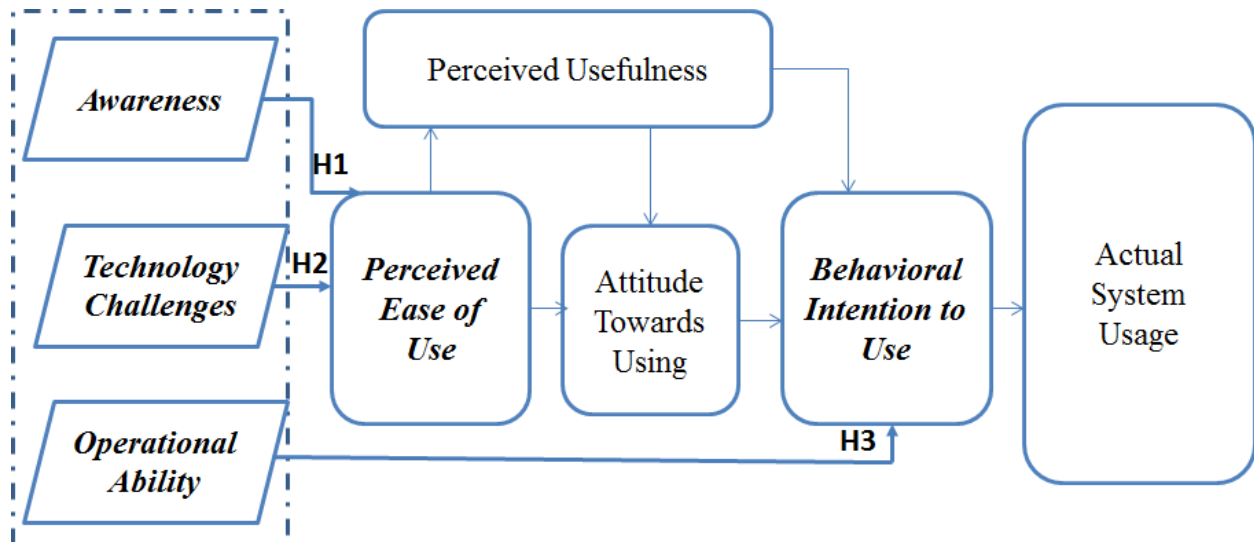 Awareness
Technology
Challenges
Operational
Ability
H1
H2
H3
Perceived Usefulness
Perceived
Ease of
Use
Attitude
Towards
Using
Behavioral
Intention to
Use
Actual
System
Usage